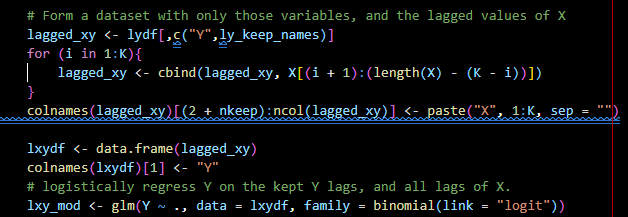 # Form a dataset with only those variables, and the lagged values of X
lagged_xy <- lydf[,c("Y",ly_keep_names)]
for (i in 1:K){
lagged_xy <- cbind(lagged_xy, X[(i + 1):(length(X) - (K - i))])
}
colnames(lagged_xy)[(2 + nkeep):ncol(lagged_xy)] <- paste("X", 1:K, sep = "")
lxydf <- data.frame(lagged_xy)
colnames(lxydf)[1] <- "Y"
# logistically regress Y on the kept Y lags, and all lags of X.
lxy_mod <- glm(Y ~ ., data = lxydf, family = binomial(link = "logit"))